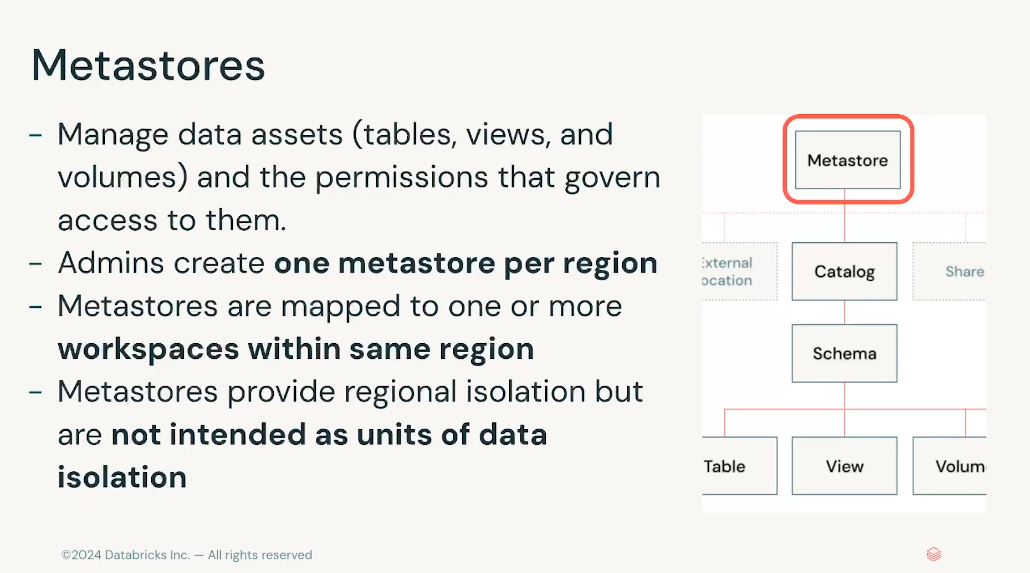 Metastores
– Manage data assets (tables, views, and
volumes) and the permissions that govern
access to them.
– Admins create one metastore per region
– Metastores are mapped to one or more
workspaces within same region
– Metastores provide regional isolation but
are not intended as units of data
isolation
Metastore
External
ocation
Catalog
Share
Schema
Table
View
Volum
©2024 Databricks Inc. — All rights reserved